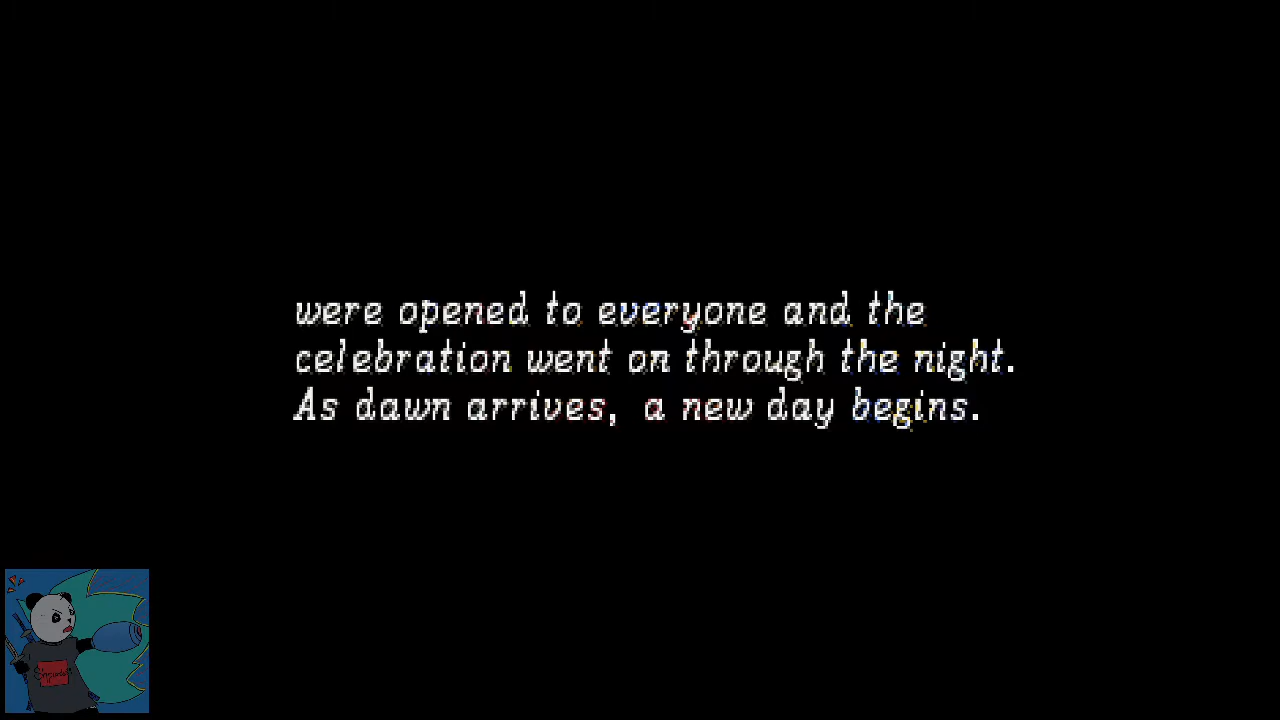 were opened to everyone and the
celebration went on through the night.
As dawn arrives, a new day begins.